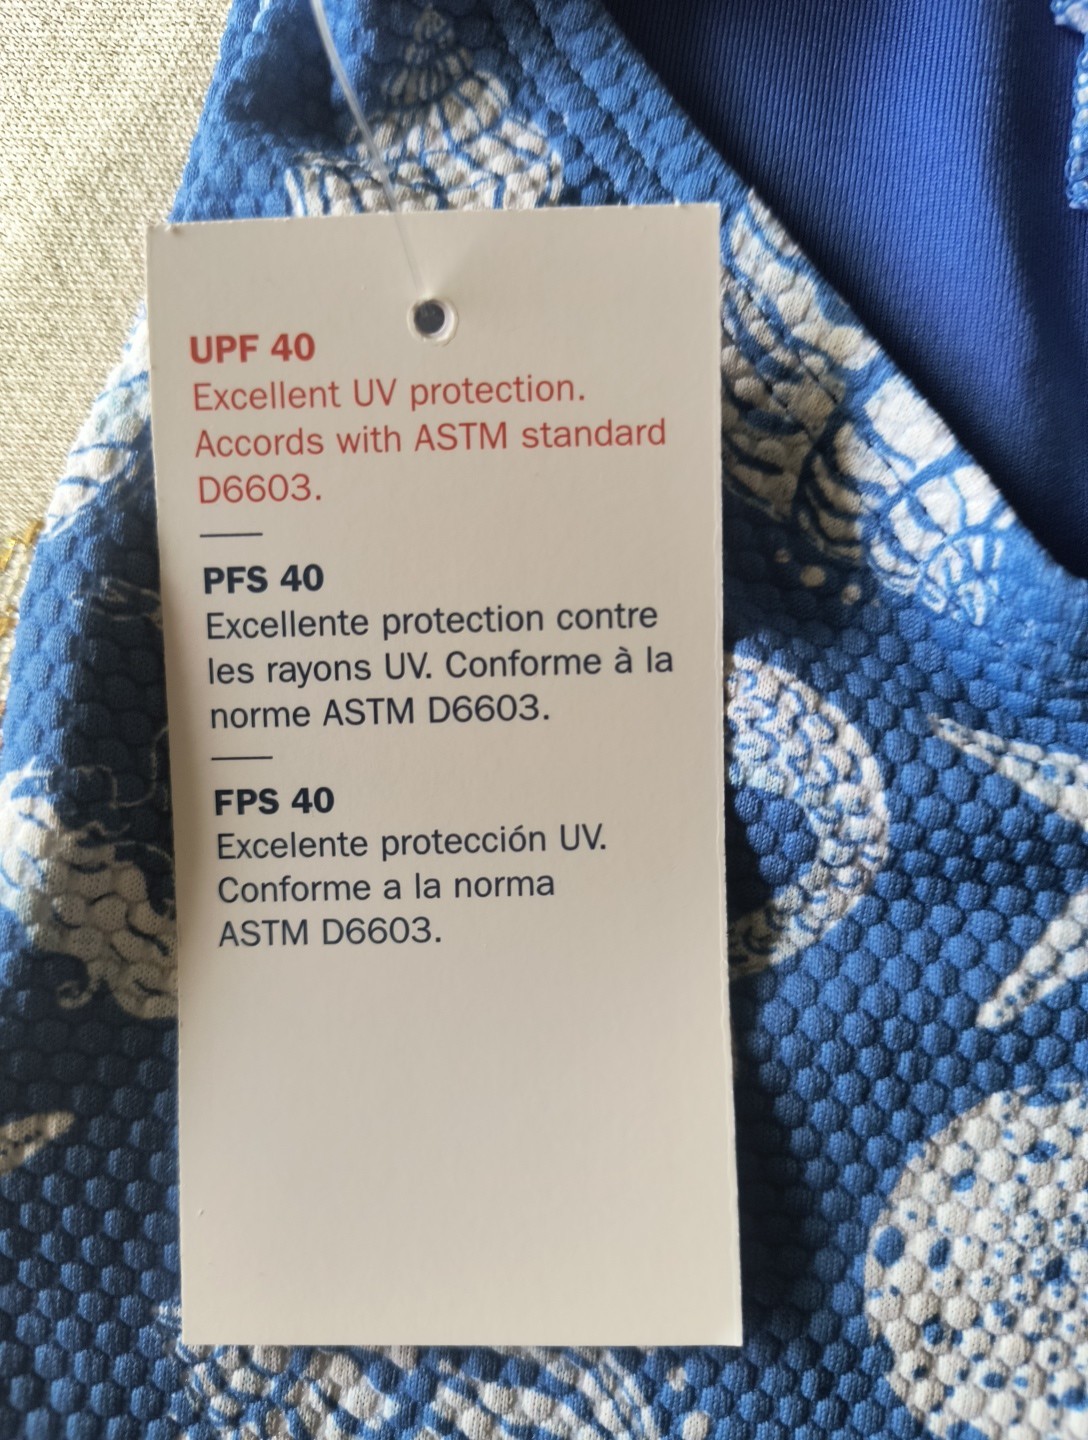 UPF 40
Excellent UV protection.
Accords with ASTM standard
D6603.
PFS 40
Excellente protection contre
les rayons UV. Conforme à la
norme ASTM D6603.
FPS 40
Excelente protección UV.
Conforme a la norma
ASTM D6603.